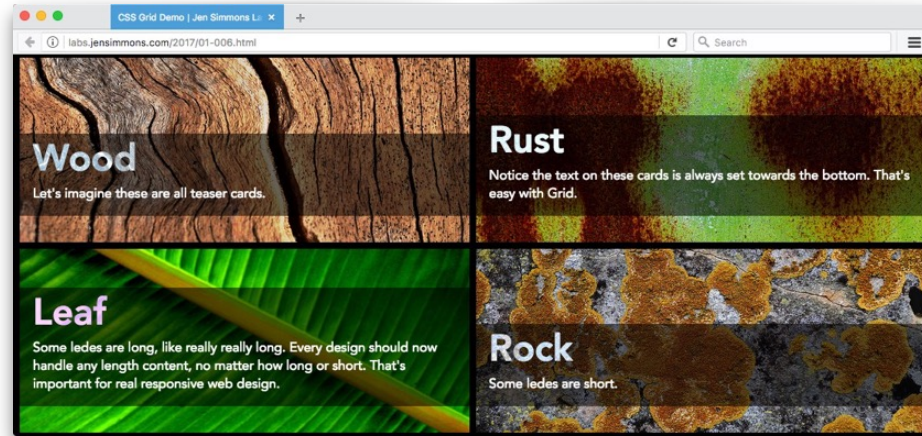 CSS Grid Demo | Jen Simmons La
labs.jensimmons.com/2017/01-006.html
Search
Wood
Let's imagine these are all teaser cards.
Rust
Notice the text on these cards is always set towards the bottom. That's
easy with Grid.
Leaf
Some ledes are long, like really really long. Every design should now
handle any length content, no matter how long or short. That's
important for real responsive web design.
Rock
Some ledes are short.